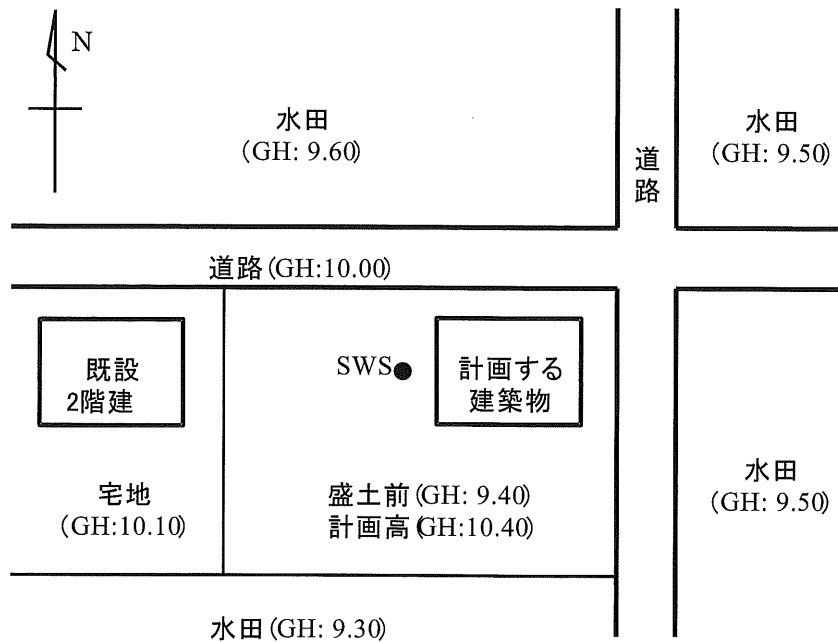 N
水田
(GH: 9.60)
水田
(GH: 9.50)
道
路
道路(GH:10.00)
既設
2階建
SWS
計画する
建築物
宅地
(GH:10.10)
盛土前(GH: 9.40)
計画高(GH:10.40)
水田
(GH: 9.50)
水田(GH: 9.30)